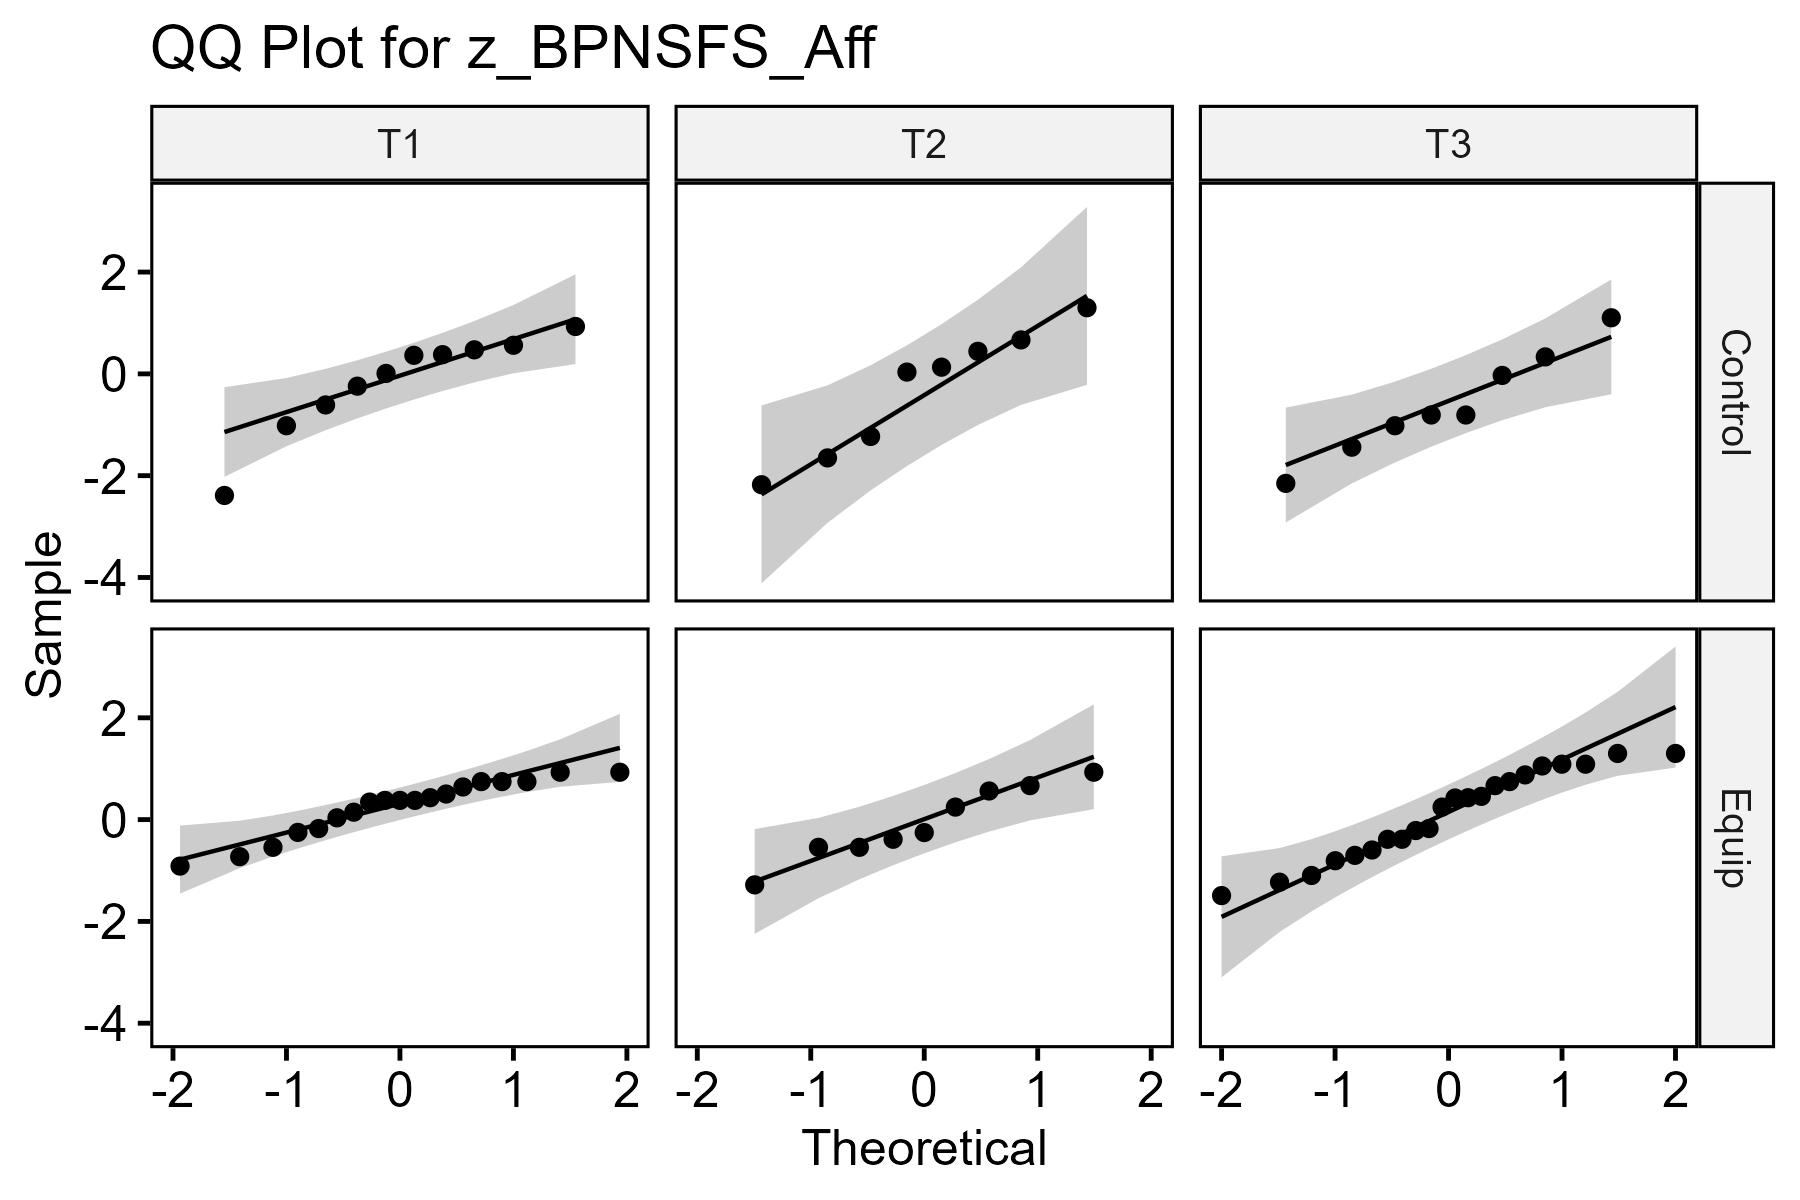 QQ Plot for z_BPNSFS_Aff
T1 T2 T3
Control
2
0
-2
-4
Equip
2
0
-2
-4
Sample
-2 -1 0 1 2 -2 -1 0 1 2 -2 -1 0 1 2
Theoretical